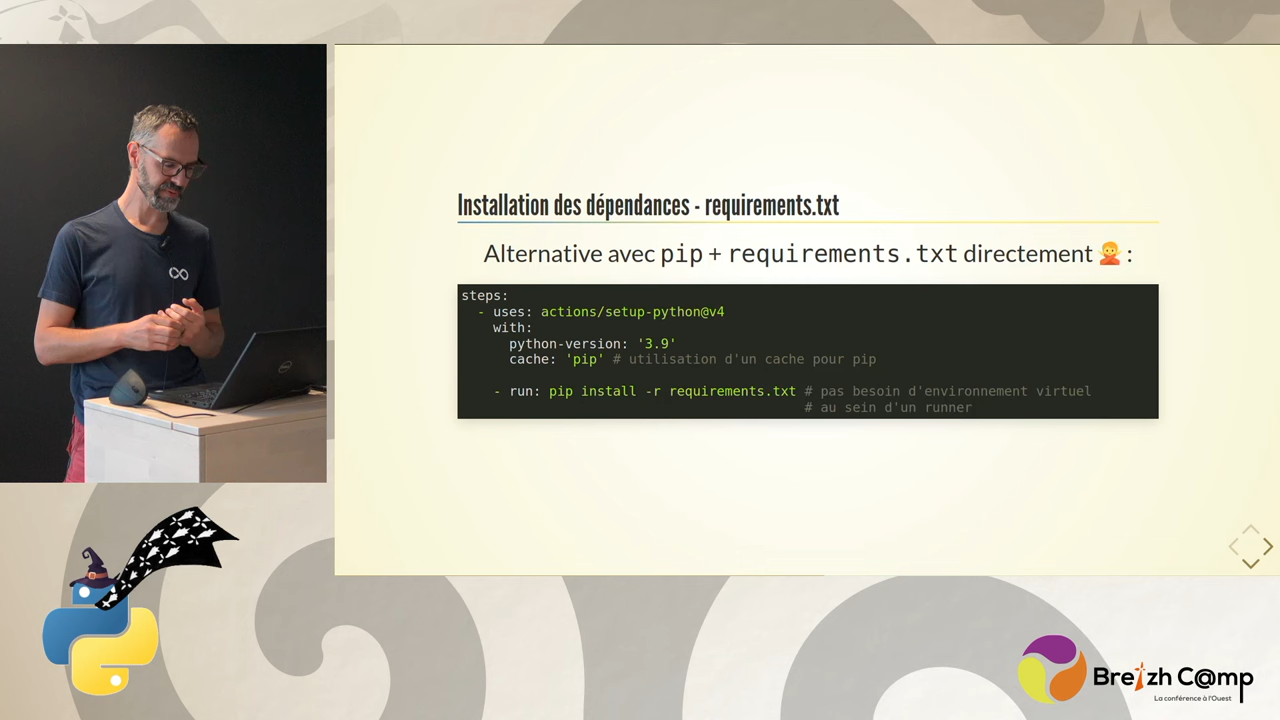 Installation des dépendances - requirements.txt
Alternative avec pip + requirements.txt directement 🙅 :
steps:
  - uses: actions/setup-python@v4
    with:
      python-version: '3.9'
      cache: 'pip' # utilisation d'un cache pour pip
    - run: pip install -r requirements.txt # pas besoin d'environnement virtuel
                                           # au sein d'un runner
Breizh C@mp
La conférence à l'Ouest